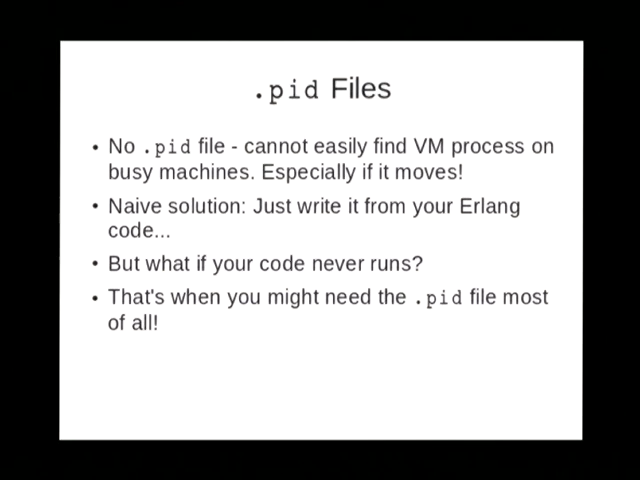 .pid Files
• No .pid file - cannot easily find VM process on
busy machines. Especially if it moves!
• Naive solution: Just write it from your Erlang
code...
• But what if your code never runs?
• That's when you might need the .pid file most
of all!